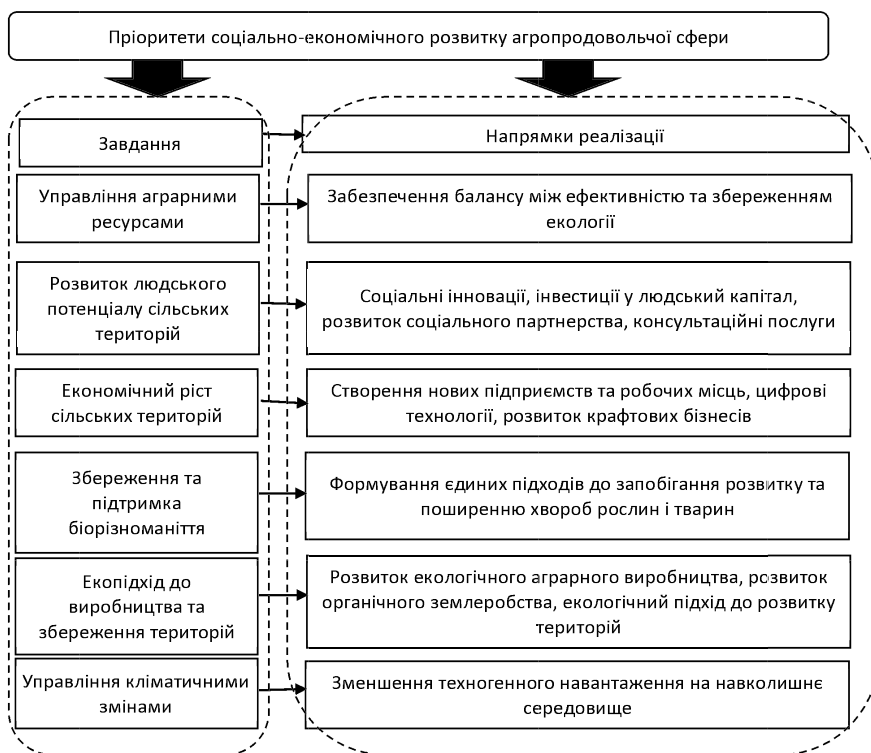 Пріоритети соціально-економічного розвитку агропродовольчої сфери
Завдання
Напрямки реалізації
Управління аграрними
ресурсами
Забезпечення балансу між ефективністю та збереженням
екології
Розвиток людського
потенціалу сільських
територій
Соціальні інновації, інвестиції у людський капітал,
розвиток соціального партнерства, консультаційні послуги
Економічний ріст
сільських територій
Створення нових підприємств та робочих місць, цифрові
технології, розвиток крафтових бізнесів
Збереження та
підтримка
біорізноманіття
Формування єдиних підходів до запобігання розвитку та
поширенню хвороб рослин і тварин
Екопідхід до
виробництва та
збереження територій
Розвиток екологічного аграрного виробництва, розвиток
органічного землеробства, екологічний підхід до розвитку
територій
Управління кліматичними
змінами
Зменшення техногенного навантаження на навколишнє
середовище